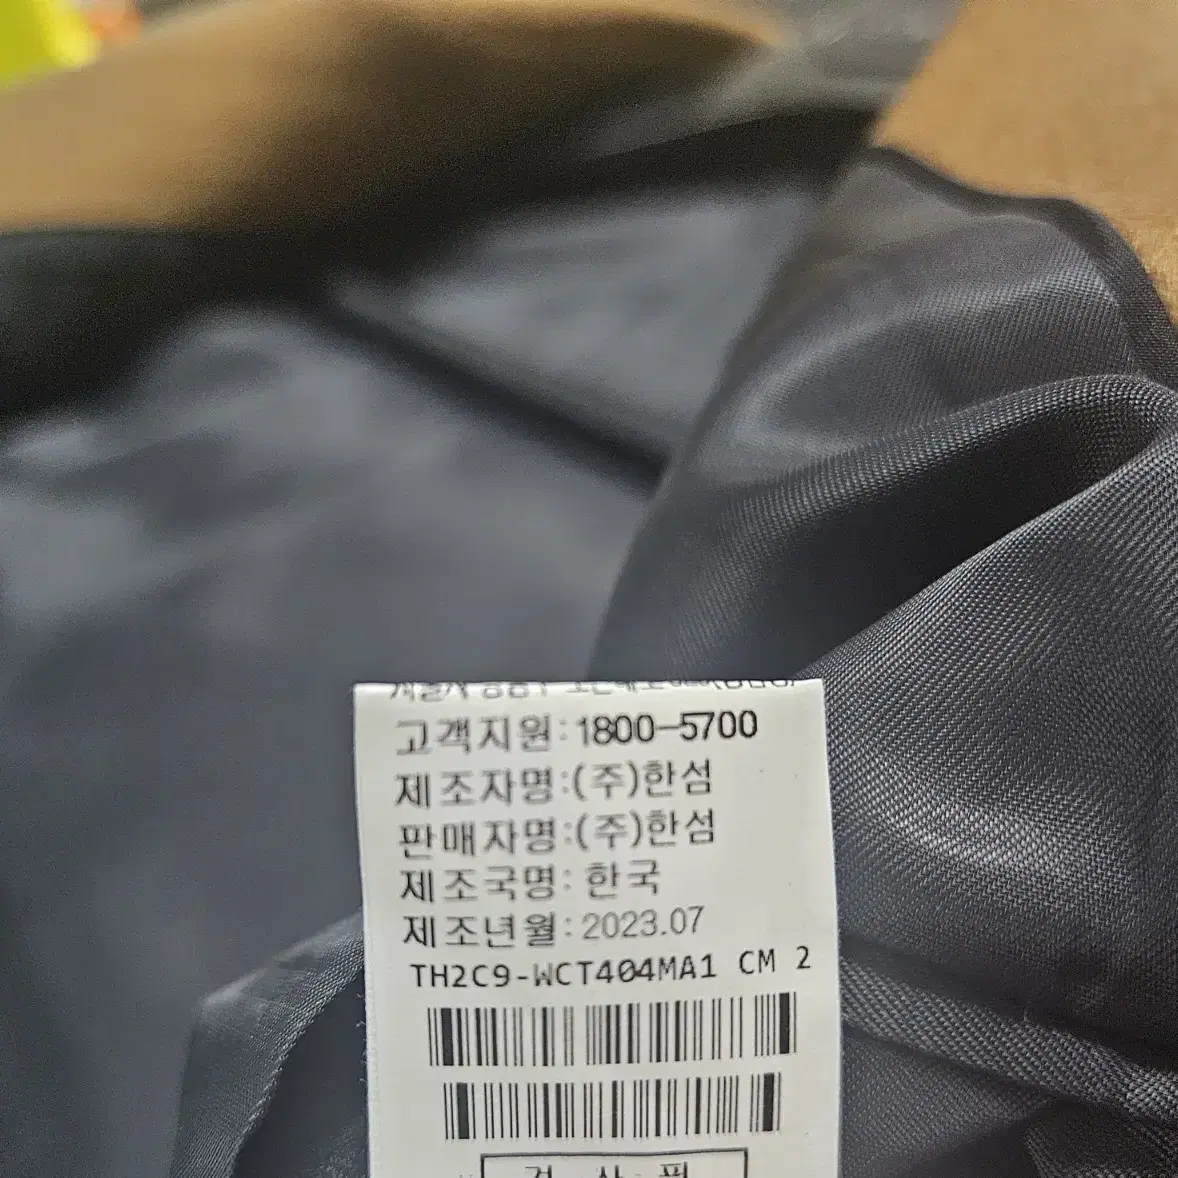 고객지원:1800-5700
제조자명:(주)한섬
판매자명:(주)한섬
제조국명:한국
제조년월:2023.07
TH2C9-WCT404MA1 CM 2